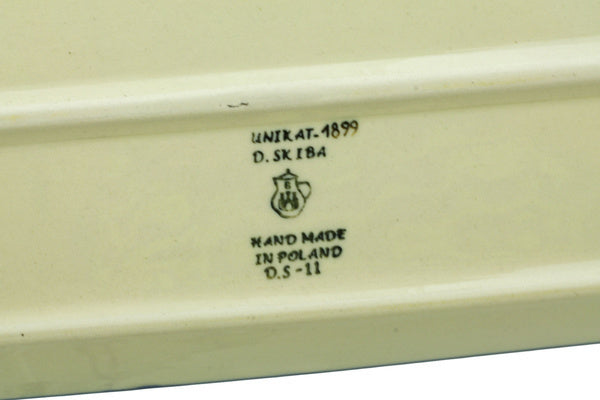 UNIKAT-1899
D. SKIBA
B
HAND MADE
IN POLAND
D.S-11